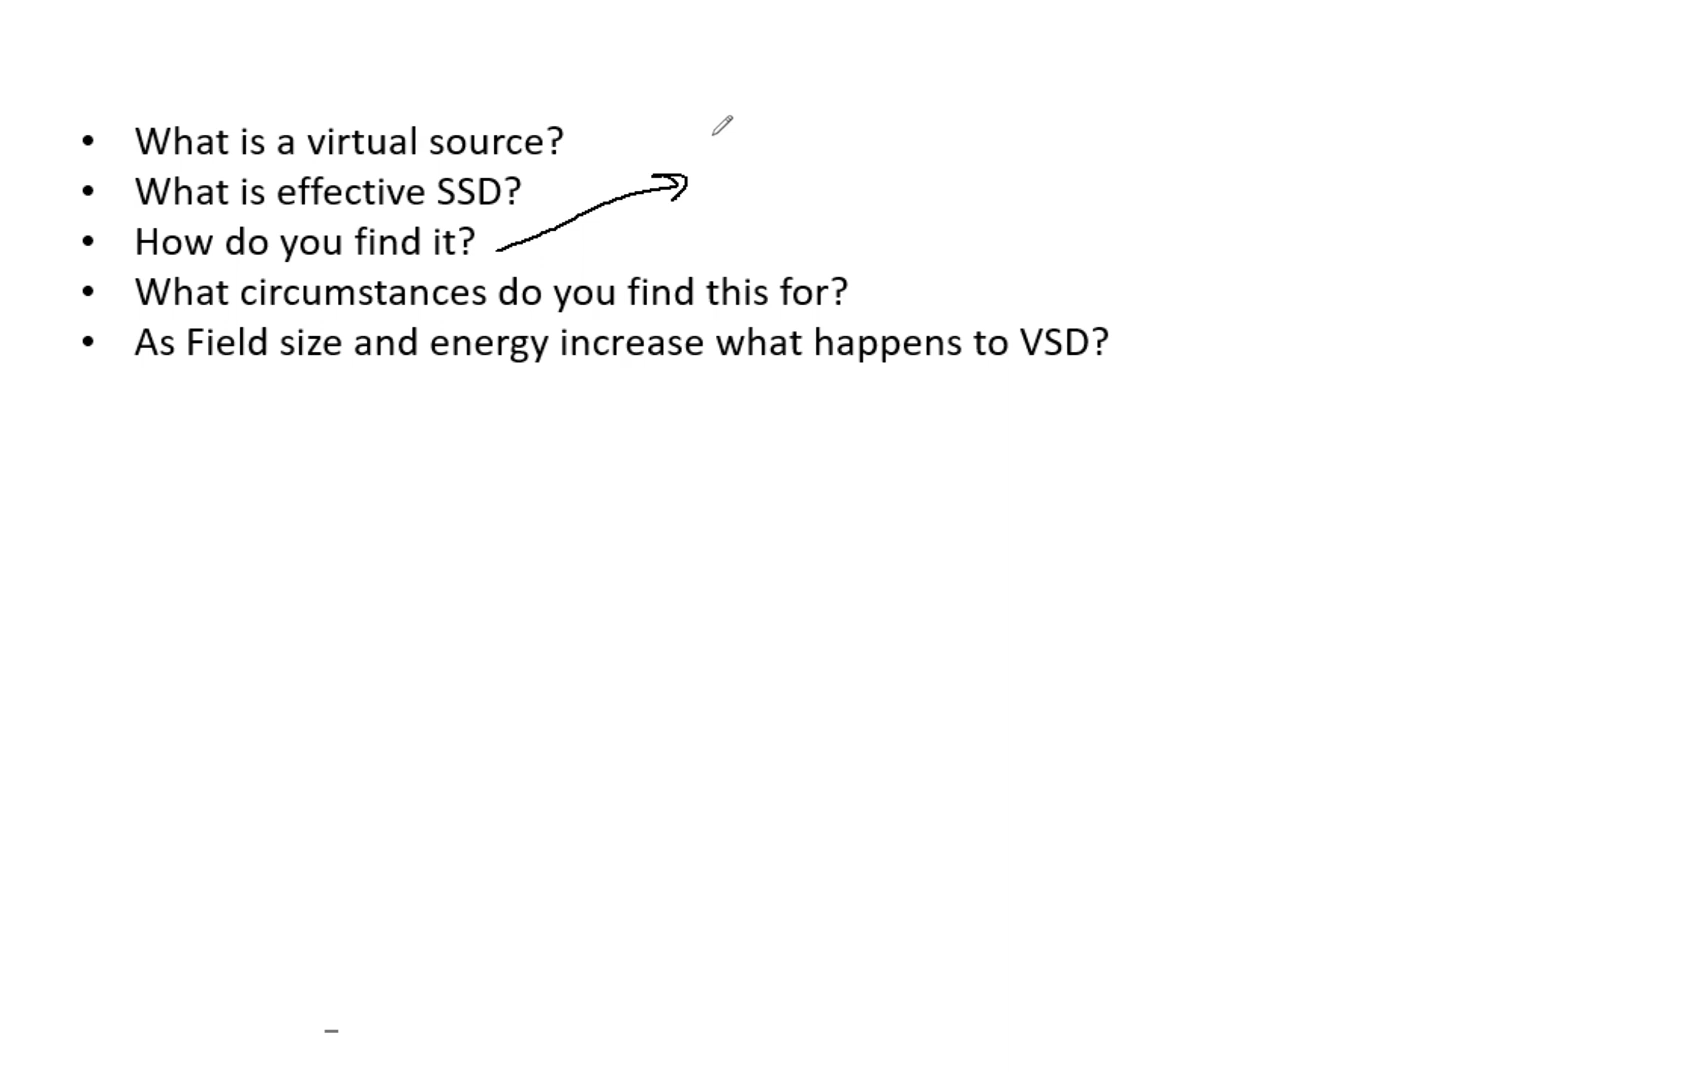 • What is a virtual source?
• What is effective SSD?
• How do you find it?
• What circumstances do you find this for?
• As Field size and energy increase what happens to VSD?